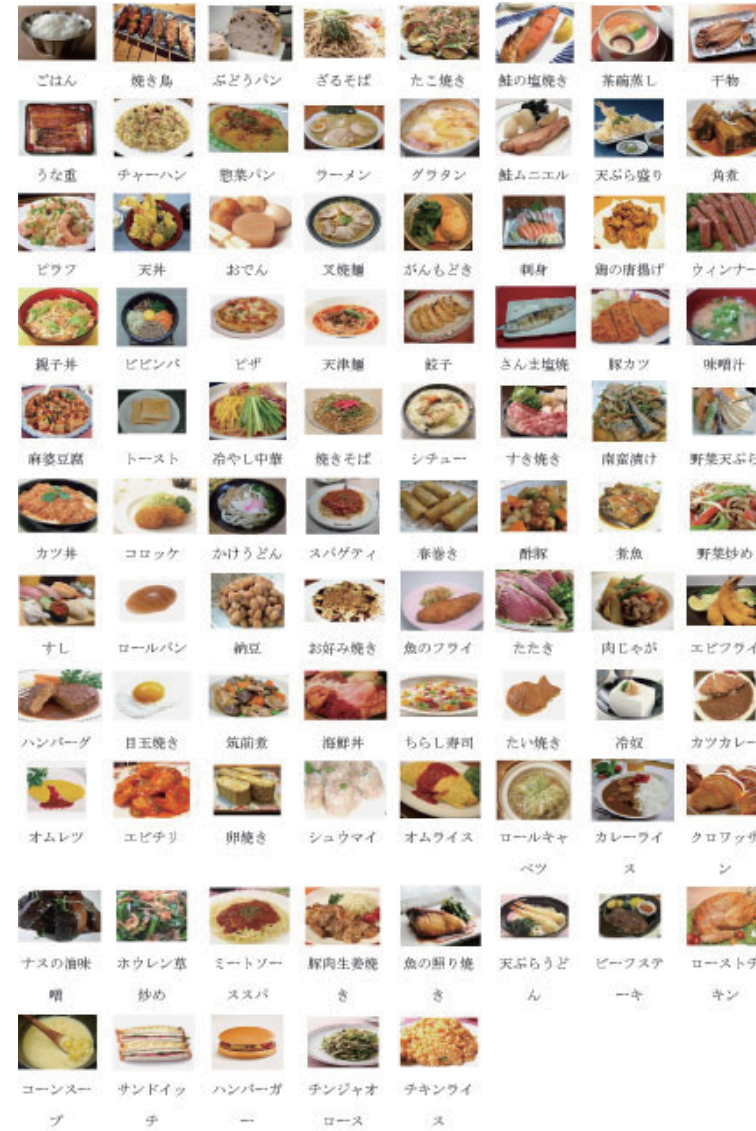 ごはん 焼き鳥 ぶどうパン ざるそば たこ焼き 鮭の塩焼き 茶碗蒸し 干物
うな重 チャーハン 惣菜パン ラーメン グラタン 鮭ムニエル 天ぷら盛り 角煮
ピラフ 天丼 おでん 叉焼麺 がんもどき 刺身 鶏の唐揚げ ウィンナー
親子丼 ビビンバ ピザ 天津麺 餃子 さんま塩焼 豚カツ 味噌汁
麻婆豆腐 トースト 冷やし中華 焼きそば シチュー すき焼き 南蛮漬け 野菜天ぷら
カツ丼 コロッケ かけうどん スパゲティ 春巻き 酢豚 煮魚 野菜炒め
すし ロールパン 納豆 お好み焼き 魚のフライ たたき 肉じゃが エビフライ
ハンバーグ 目玉焼き 筑前煮 海鮮丼 ちらし寿司 たい焼き 冷奴 カツカレー
オムレツ エビチリ 卵焼き シュウマイ オムライス ロールキャ カレーライ クロワッサ
ベツ ス ン
ナスの油味 ホウレン草 ミートソー 豚肉生姜焼 魚の照り焼 天ぷらうど ビーフステ ローストチ
噌 炒め ススパ き き ん ーキ キン
コーンスー サンドイッ ハンバーガ チンジャオ チキンライ
プ チ ー ロース ス